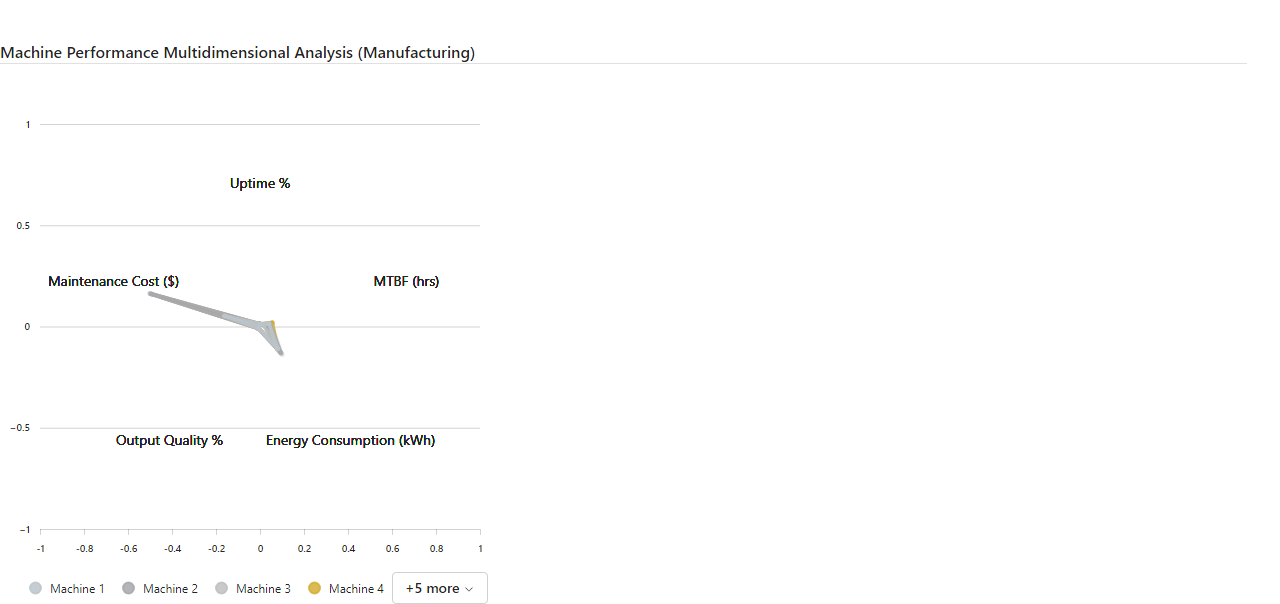 Machine Performance Multidimensional Analysis (Manufacturing)
1
Uptime %
0.5
Maintenance Cost ($)
MTBF (hrs)
0
−0.5
Output Quality %
Energy Consumption (kWh)
−1
-1 -0.8 -0.6 -0.4 -0.2 0 0.2 0.4 0.6 0.8 1
Machine 1 Machine 2 Machine 3 Machine 4 +5 more